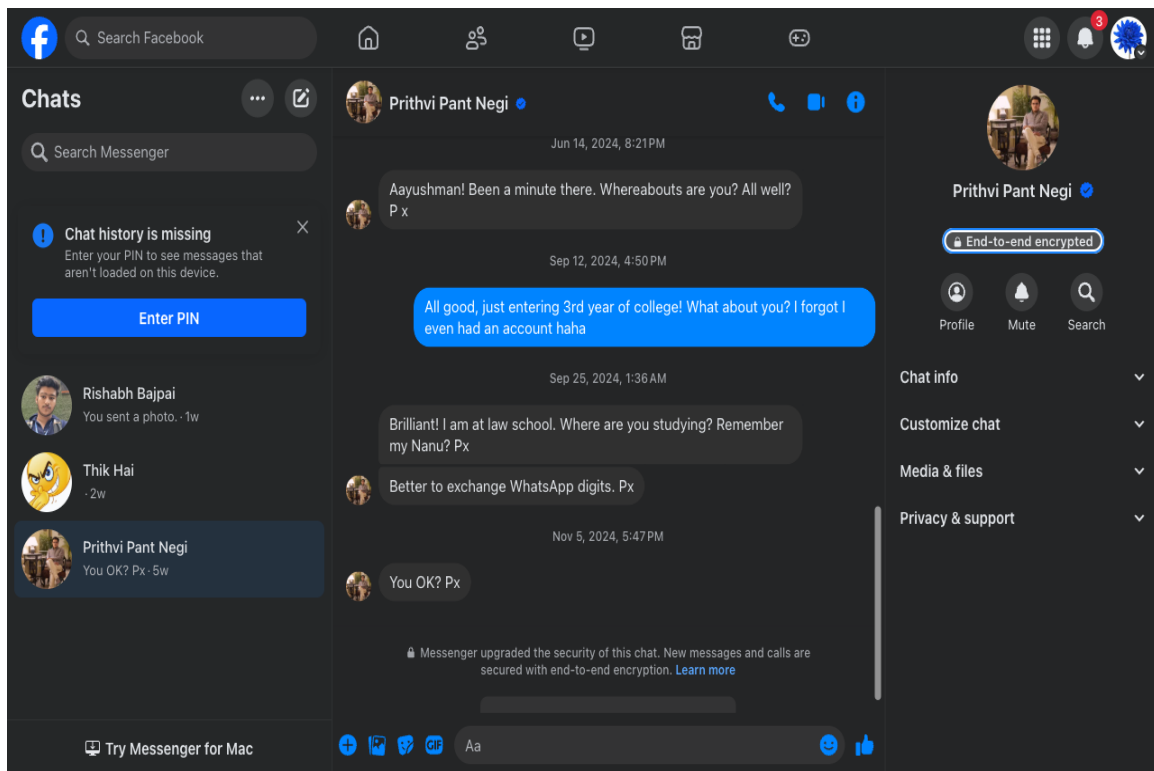 Search Facebook
3
Chats
Search Messenger
Chat history is missing
Enter your PIN to see messages that
aren't loaded on this device.
Enter PIN
Rishabh Bajpai
You sent a photo. · 1w
Thik Hai
· 2w
Prithvi Pant Negi
You OK? Px · 5w
Try Messenger for Mac
Prithvi Pant Negi
Jun 14, 2024, 8:21 PM
Aayushman! Been a minute there. Whereabouts are you? All well?
P x
Sep 12, 2024, 4:50 PM
All good, just entering 3rd year of college! What about you? I forgot I
even had an account haha
Sep 25, 2024, 1:36 AM
Brilliant! I am at law school. Where are you studying? Remember
my Nanu? Px
Better to exchange WhatsApp digits. Px
Nov 5, 2024, 5:47 PM
You OK? Px
Messenger upgraded the security of this chat. New messages and calls are
secured with end-to-end encryption. Learn more
GIF
Aa
Prithvi Pant Negi
End-to-end encrypted
Profile
Mute
Search
Chat info
Customize chat
Media & files
Privacy & support